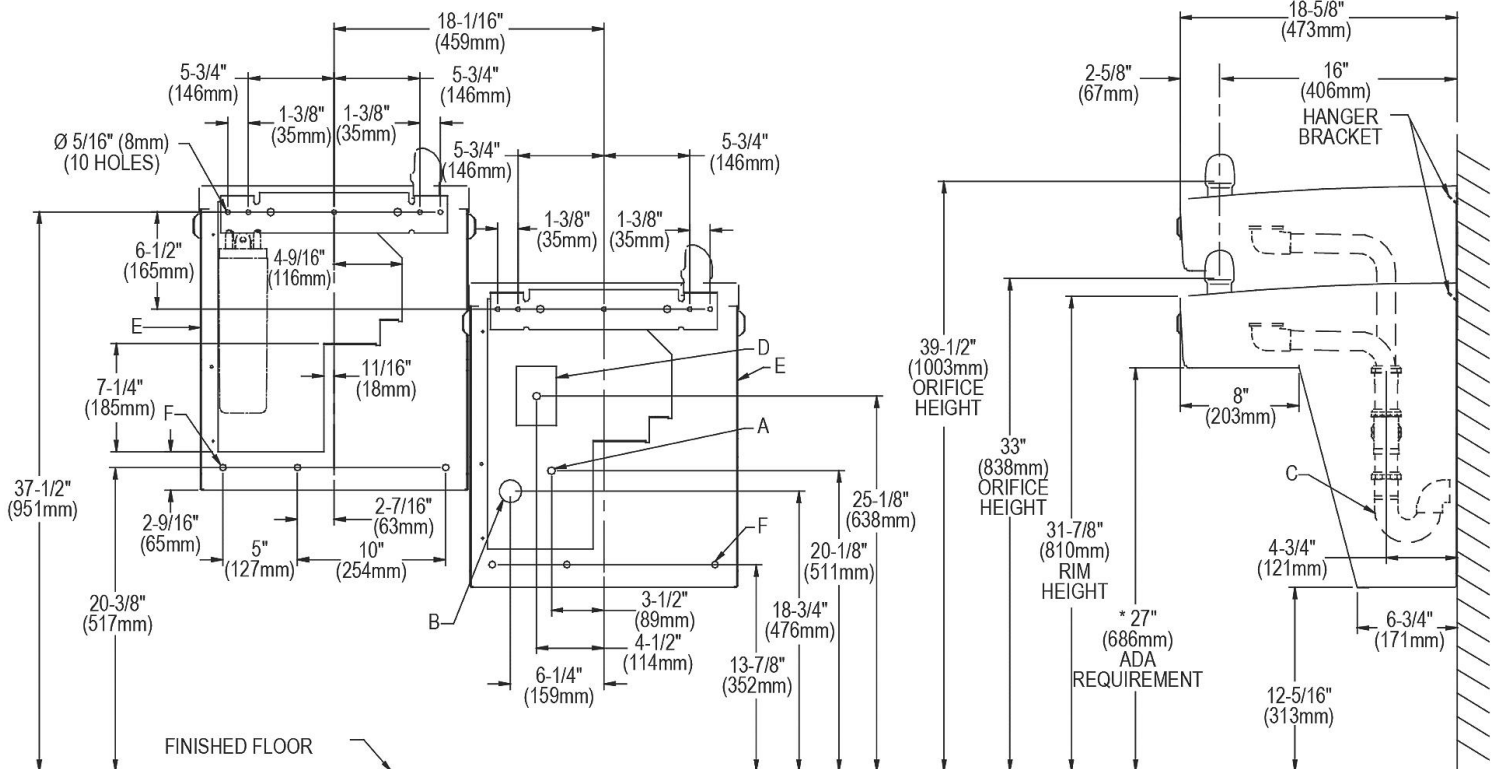 18-1/16"
(459mm)
5-3/4"
(146mm)
5-3/4"
(146mm)
1-3/8"
(35mm)
1-3/8"
(35mm)
Ø 5/16" (8mm)
(10 HOLES)
5-3/4"
(146mm)
5-3/4"
(146mm)
1-3/8"
(35mm)
1-3/8"
(35mm)
6-1/2"
(165mm)
4-9/16"
(116mm)
E
D
E
11/16"
(18mm)
7-1/4"
(185mm)
F
A
37-1/2"
(951mm)
2-9/16"
(65mm)
2-7/16"
(63mm)
5"
(127mm)
10"
(254mm)
25-1/8"
(638mm)
F
20-1/8"
(511mm)
20-3/8"
(517mm)
B
3-1/2"
(89mm)
18-3/4"
(476mm)
4-1/2"
(114mm)
13-7/8"
(352mm)
6-1/4"
(159mm)
FINISHED FLOOR
18-5/8"
(473mm)
2-5/8"
(67mm)
16"
(406mm)
HANGER
BRACKET
39-1/2"
(1003mm)
ORIFICE
HEIGHT
8"
(203mm)
33"
(838mm)
ORIFICE
HEIGHT
C
31-7/8"
(810mm)
RIM
HEIGHT
4-3/4"
(121mm)
* 27"
(686mm)
ADA
REQUIREMENT
6-3/4"
(171mm)
12-5/16"
(313mm)